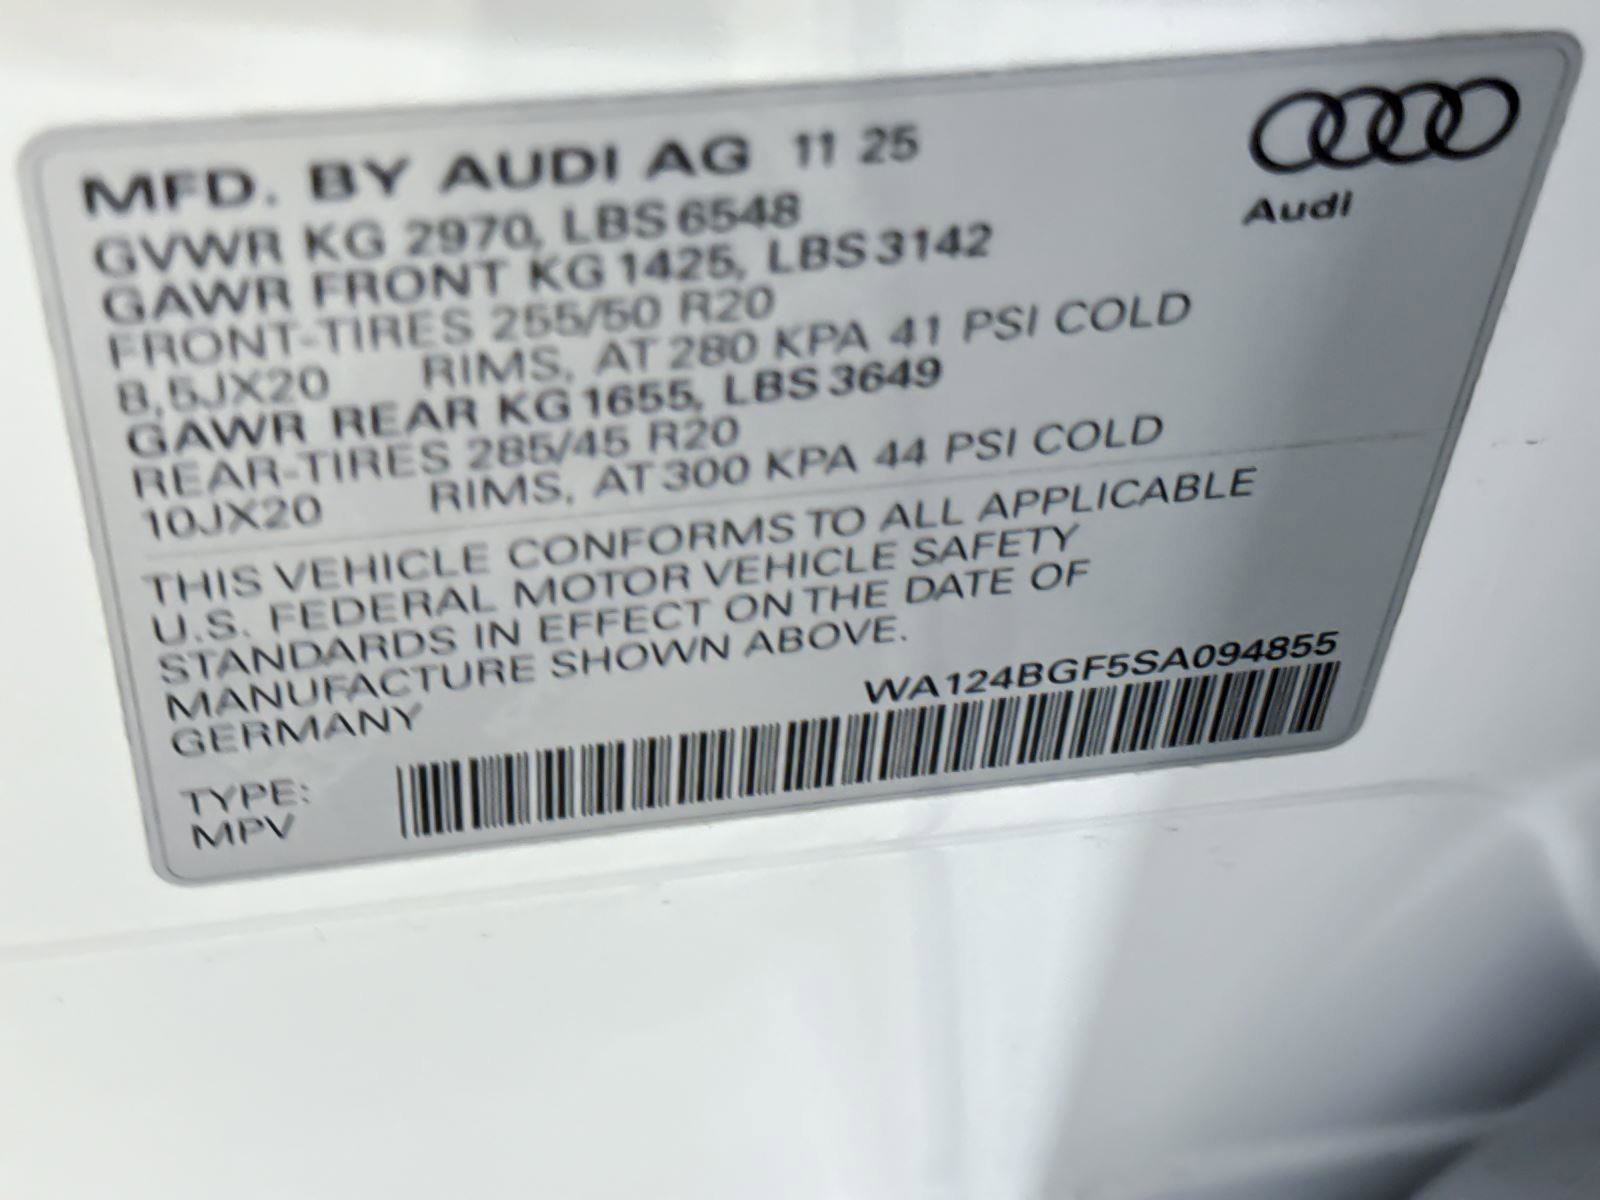 MFD. BY AUDI AG 11 25
Audi
GVWR KG 2970, LBS 6548
GAWR FRONT KG 1425, LBS 3142
FRONT-TIRES 255/50 R20
8,5JX20 RIMS, AT 280 KPA 41 PSI COLD
GAWR REAR KG 1655, LBS 3649
REAR-TIRES 285/45 R20
10JX20 RIMS, AT 300 KPA 44 PSI COLD
THIS VEHICLE CONFORMS TO ALL APPLICABLE
U.S. FEDERAL MOTOR VEHICLE SAFETY
STANDARDS IN EFFECT ON THE DATE OF
MANUFACTURE SHOWN ABOVE.
GERMANY
WA124BGF5SA094855
TYPE:
MPV